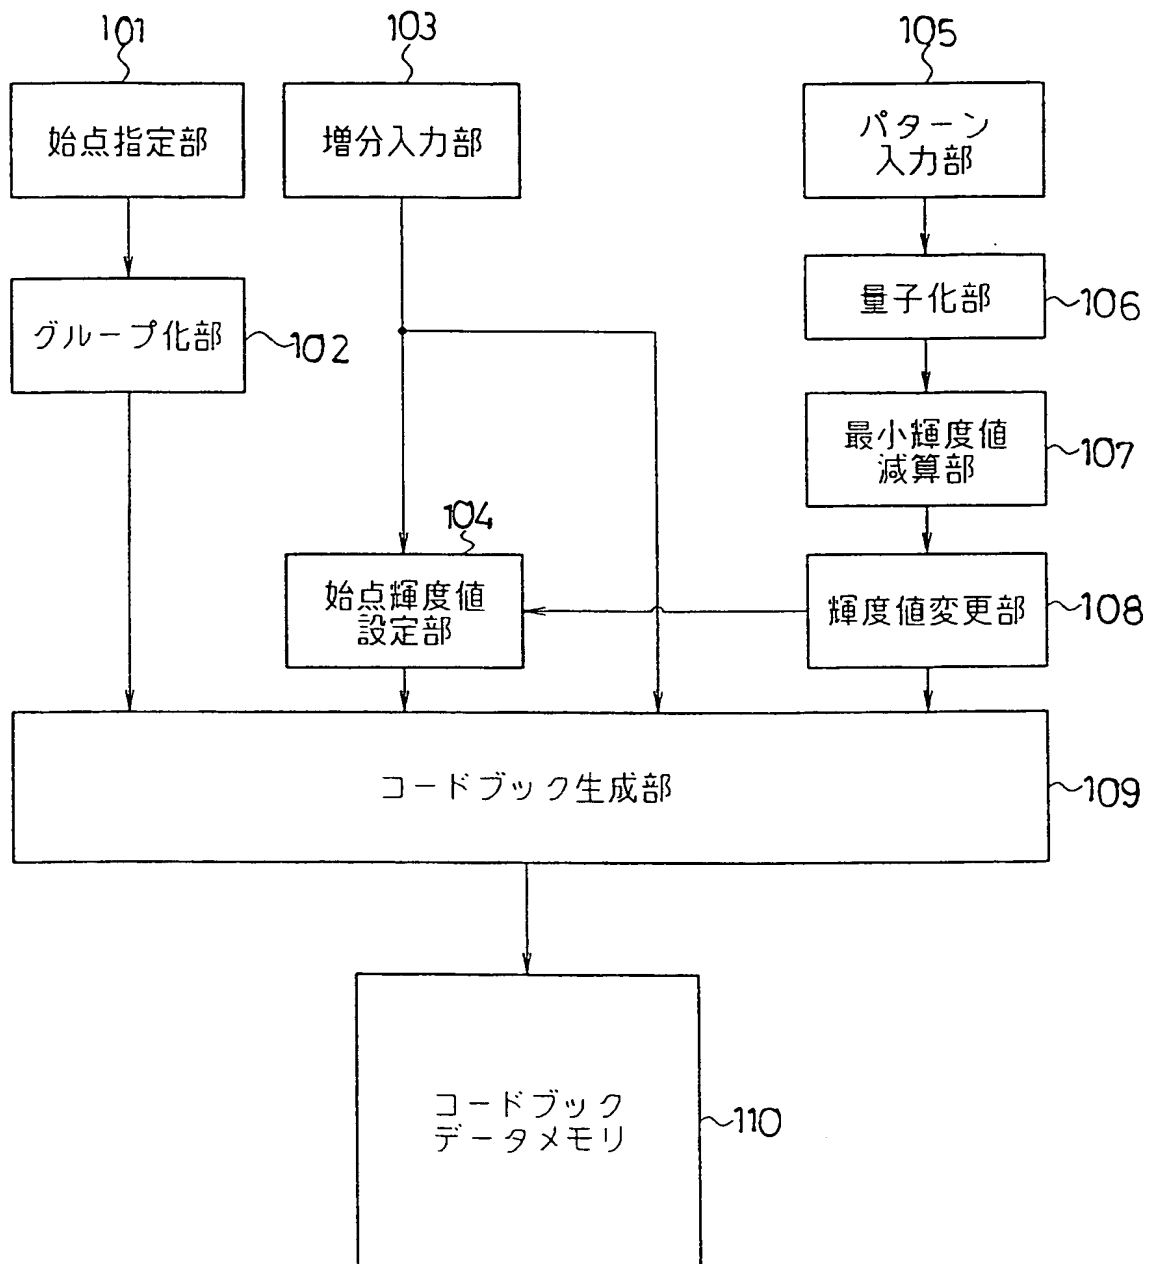 101
103
105
始点指定部
増分入力部
パターン
入力部
グループ化部
102
量子化部
106
最小輝度値
減算部
107
104
始点輝度値
設定部
輝度値変更部
108
コードブック生成部
109
コードブック
データメモリ
110